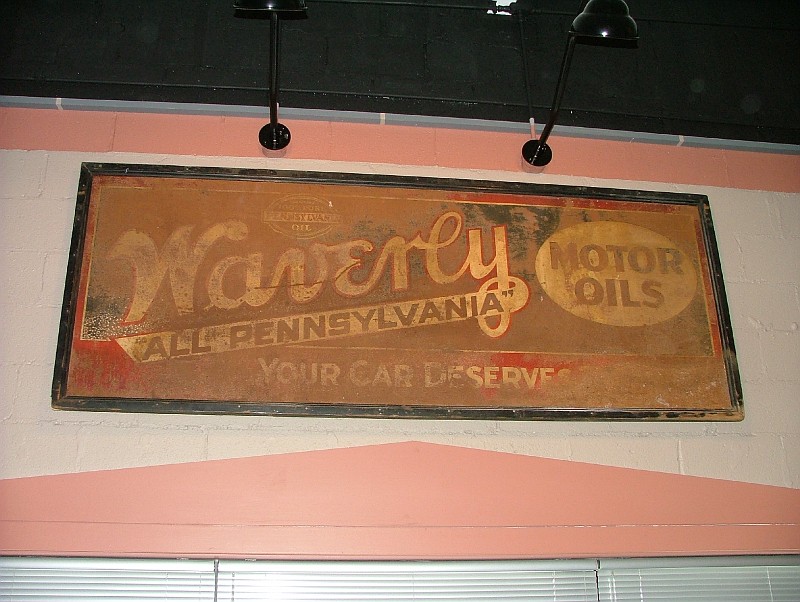 PENNSYLVANIA
OIL
Waverly
MOTOR
OILS
"ALL PENNSYLVANIA"
YOUR CAR DESERVES